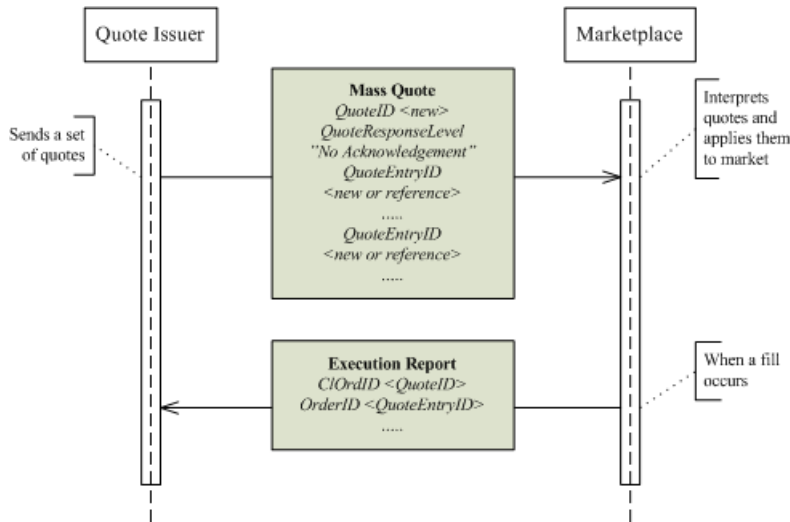 Quote Issuer
Marketplace
Mass Quote
QuoteID <new>
QuoteResponseLevel
"No Acknowledgement"
QuoteEntryID
<new or reference>
.....
QuoteEntryID
<new or reference>
.....
Sends a set
of quotes
Interprets
quotes and
applies them
to market
Execution Report
ClOrdID <QuoteID>
OrderID <QuoteEntryID>
.....
When a fill
occurs